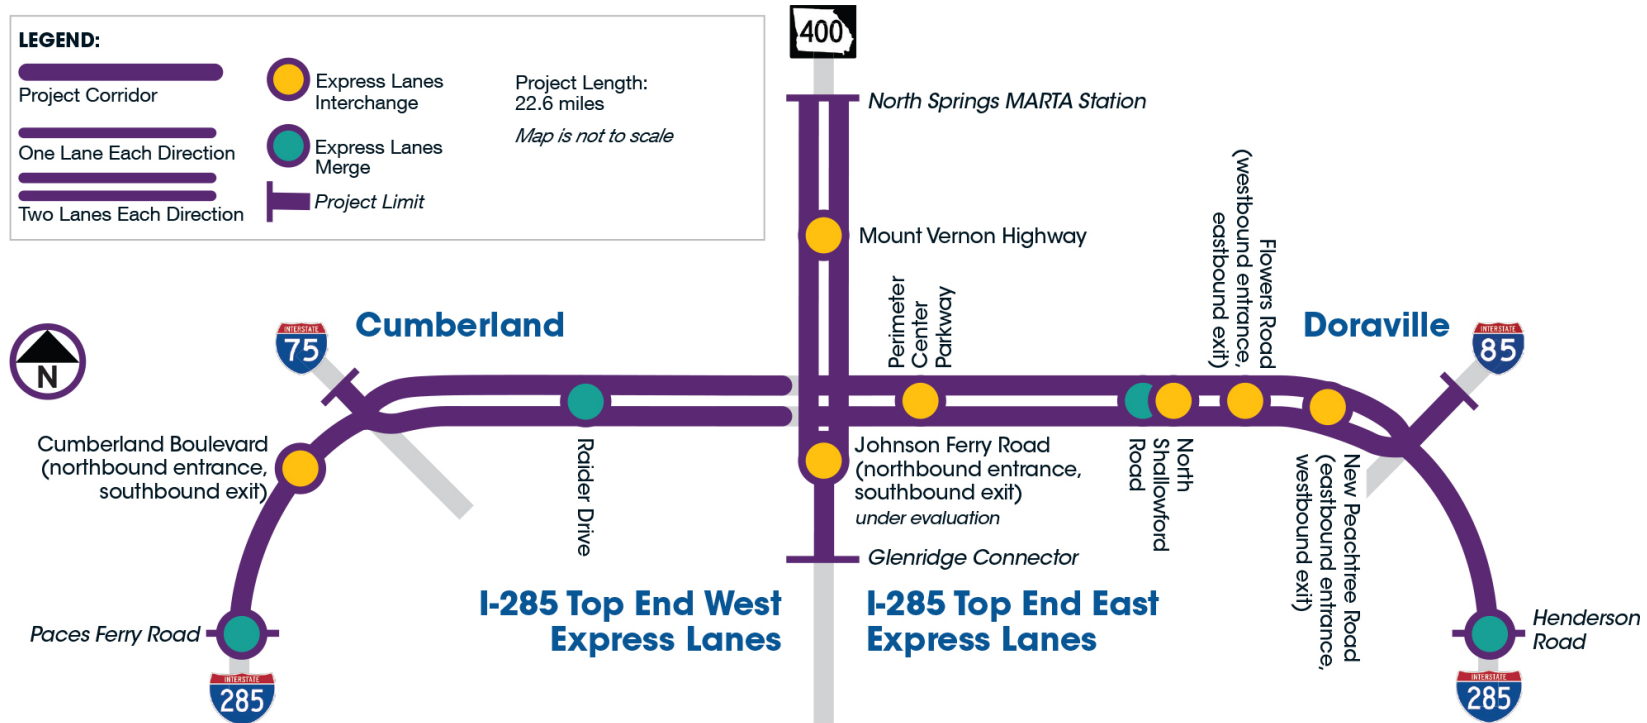 LEGEND:
Project Corridor
One Lane Each Direction
Two Lanes Each Direction
Express Lanes
Interchange
Express Lanes
Merge
Project Limit
Project Length:
22.6 miles
Map is not to scale
400
North Springs MARTA Station
Mount Vernon Highway
Perimeter
Center
Parkway
Flowers Road
(westbound entrance,
eastbound exit)
INTERSTATE
75
Cumberland
Doraville
INTERSTATE
85
N
Cumberland Boulevard
(northbound entrance,
southbound exit)
Raider Drive
Johnson Ferry Road
(northbound entrance,
southbound exit)
under evaluation
Glenridge Connector
North
Shallowford
Road
New Peachtree Road
(eastbound entrance,
westbound exit)
I-285 Top End West
Express Lanes
I-285 Top End East
Express Lanes
Paces Ferry Road
Henderson
Road
INTERSTATE
285
INTERSTATE
285